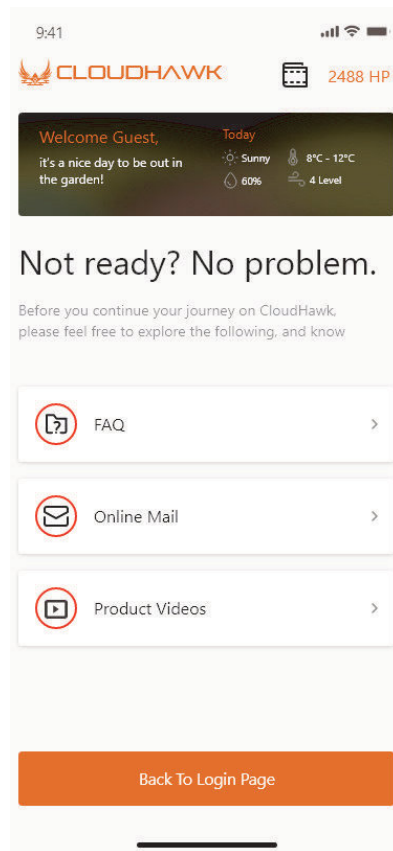 9:41
CLOUDHAWK
2488 HP
Welcome Guest,
it's a nice day to be out in
the garden!
Today
Sunny
8°C - 12°C
60%
4 Level
Not ready? No problem.
Before you continue your journey on CloudHawk,
please feel free to explore the following, and know
FAQ
Online Mail
Product Videos
Back To Login Page